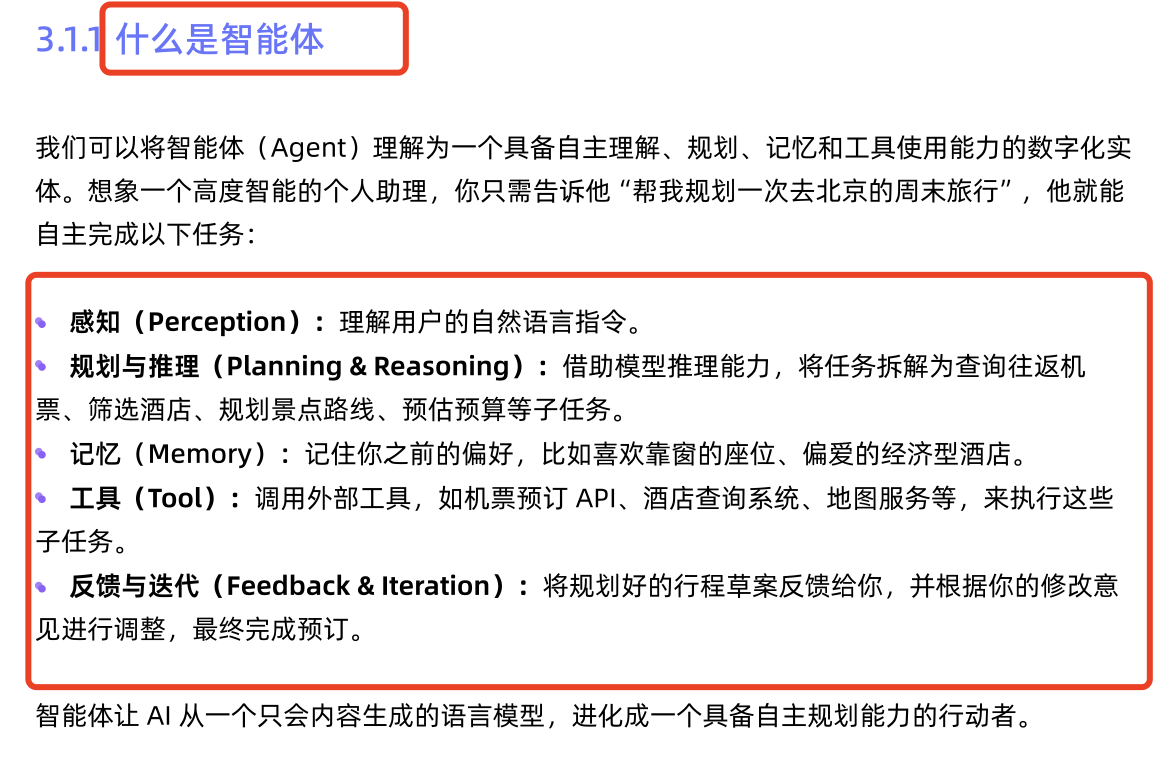 3.1.1 什么是智能体
我们可以将智能体（Agent）理解为一个具备自主理解、规划、记忆和工具使用能力的数字化实
体。想象一个高度智能的个人助理，你只需告诉他“帮我规划一次去北京的周末旅行”，他就能
自主完成以下任务：
感知（Perception）：理解用户的自然语言指令。
规划与推理（Planning & Reasoning）：借助模型推理能力，将任务拆解为查询往返机
票、筛选酒店、规划景点路线、预估预算等子任务。
记忆（Memory）：记住你之前的偏好，比如喜欢靠窗的座位、偏爱的经济型酒店。
工具（Tool）：调用外部工具，如机票预订 API、酒店查询系统、地图服务等，来执行这些
子任务。
反馈与迭代（Feedback & Iteration）：将规划好的行程草案反馈给你，并根据你的修改意
见进行调整，最终完成预订。
智能体让 AI 从一个只会内容生成的语言模型，进化成一个具备自主规划能力的行动者。